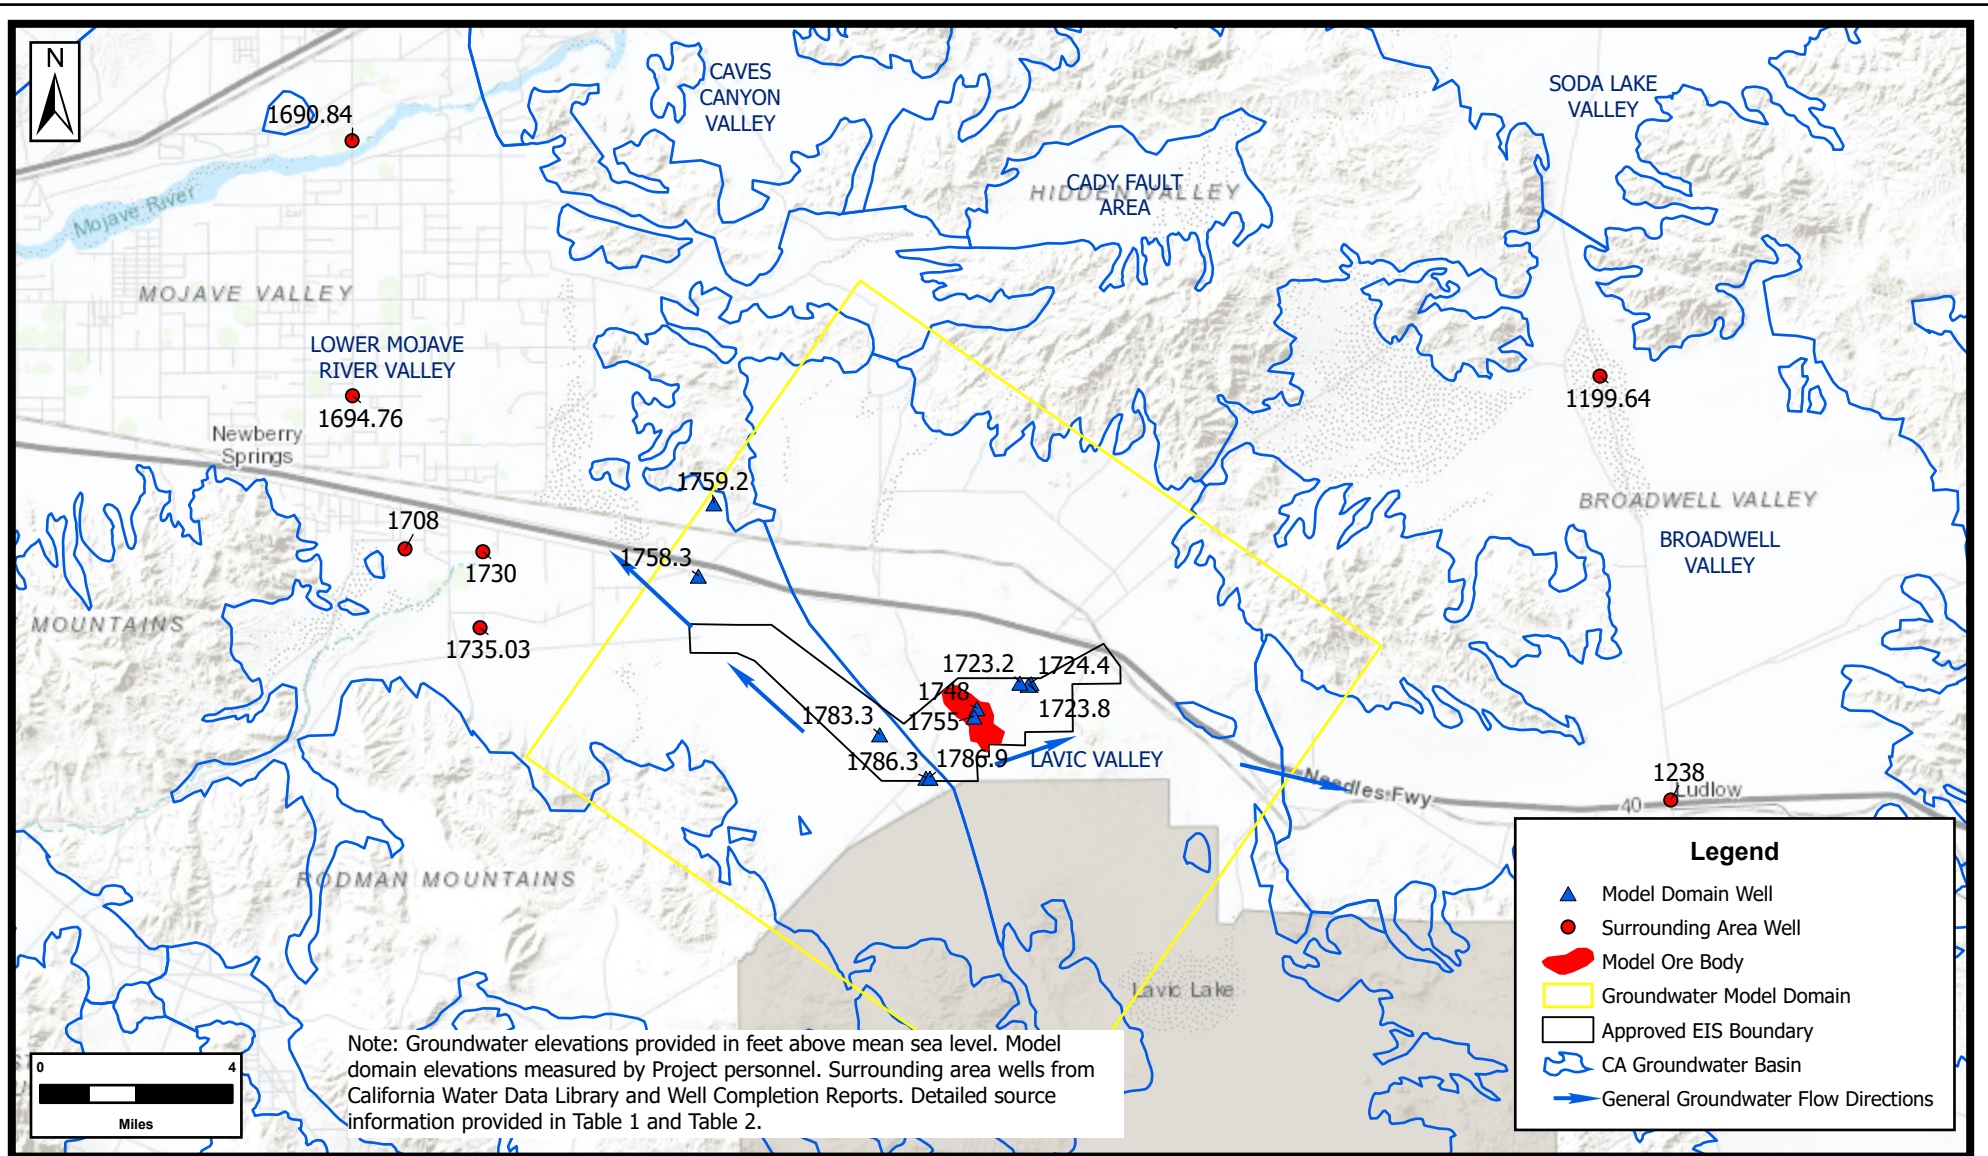 N
CAVES
CANYON
VALLEY
SODA LAKE
VALLEY
1690.84
CADY FAULT
AREA
HIDDEN VALLEY
Mojave River
MOJAVE VALLEY
LOWER MOJAVE
RIVER VALLEY
1694.76
1199.64
Newberry
Springs
1759.2
BROADWELL VALLEY
1708
1730
1758.3
BROADWELL
VALLEY
MOUNTAINS
1735.03
1723.2
1724.4
1748
1783.3
1755
1723.8
1786.3
1786.9
LAVIC VALLEY
Needles Fwy
40
1238
Ludlow
RODMAN MOUNTAINS
Lavic Lake
Legend
Model Domain Well
Surrounding Area Well
Model Ore Body
Groundwater Model Domain
Approved EIS Boundary
CA Groundwater Basin
General Groundwater Flow Directions
0 4
Miles
Note: Groundwater elevations provided in feet above mean sea level. Model
domain elevations measured by Project personnel. Surrounding area wells from
California Water Data Library and Well Completion Reports. Detailed source
information provided in Table 1 and Table 2.